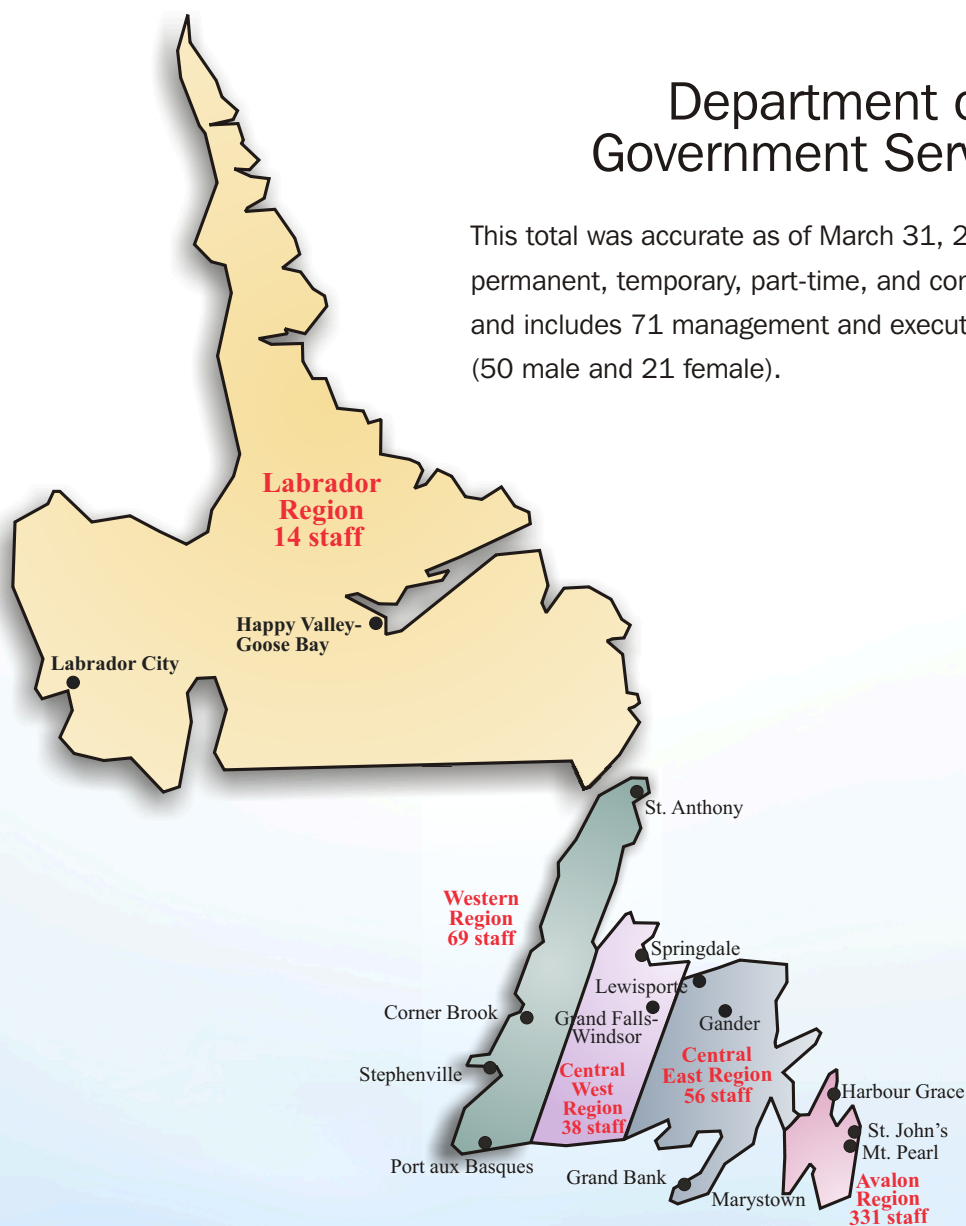 Department
Government
This total was accurate as of March 31,
permanent, temporary, part-time, and
and includes 71 management and
(50 male and 21 female).
Labrador
Region
14 staff
Happy Valley-
Goose Bay
Labrador City
St. Anthony
Western
Region
69 staff
Springdale
Lewisporte
Corner Brook
Grand Falls-
Windsor
Gander
Stephenville
Central
West
Region
38 staff
Central
East Region
56 staff
Harbour Grace
St. John's
Mt. Pearl
Port aux Basques
Grand Bank
Marystown
Avalon
Region
331 staff